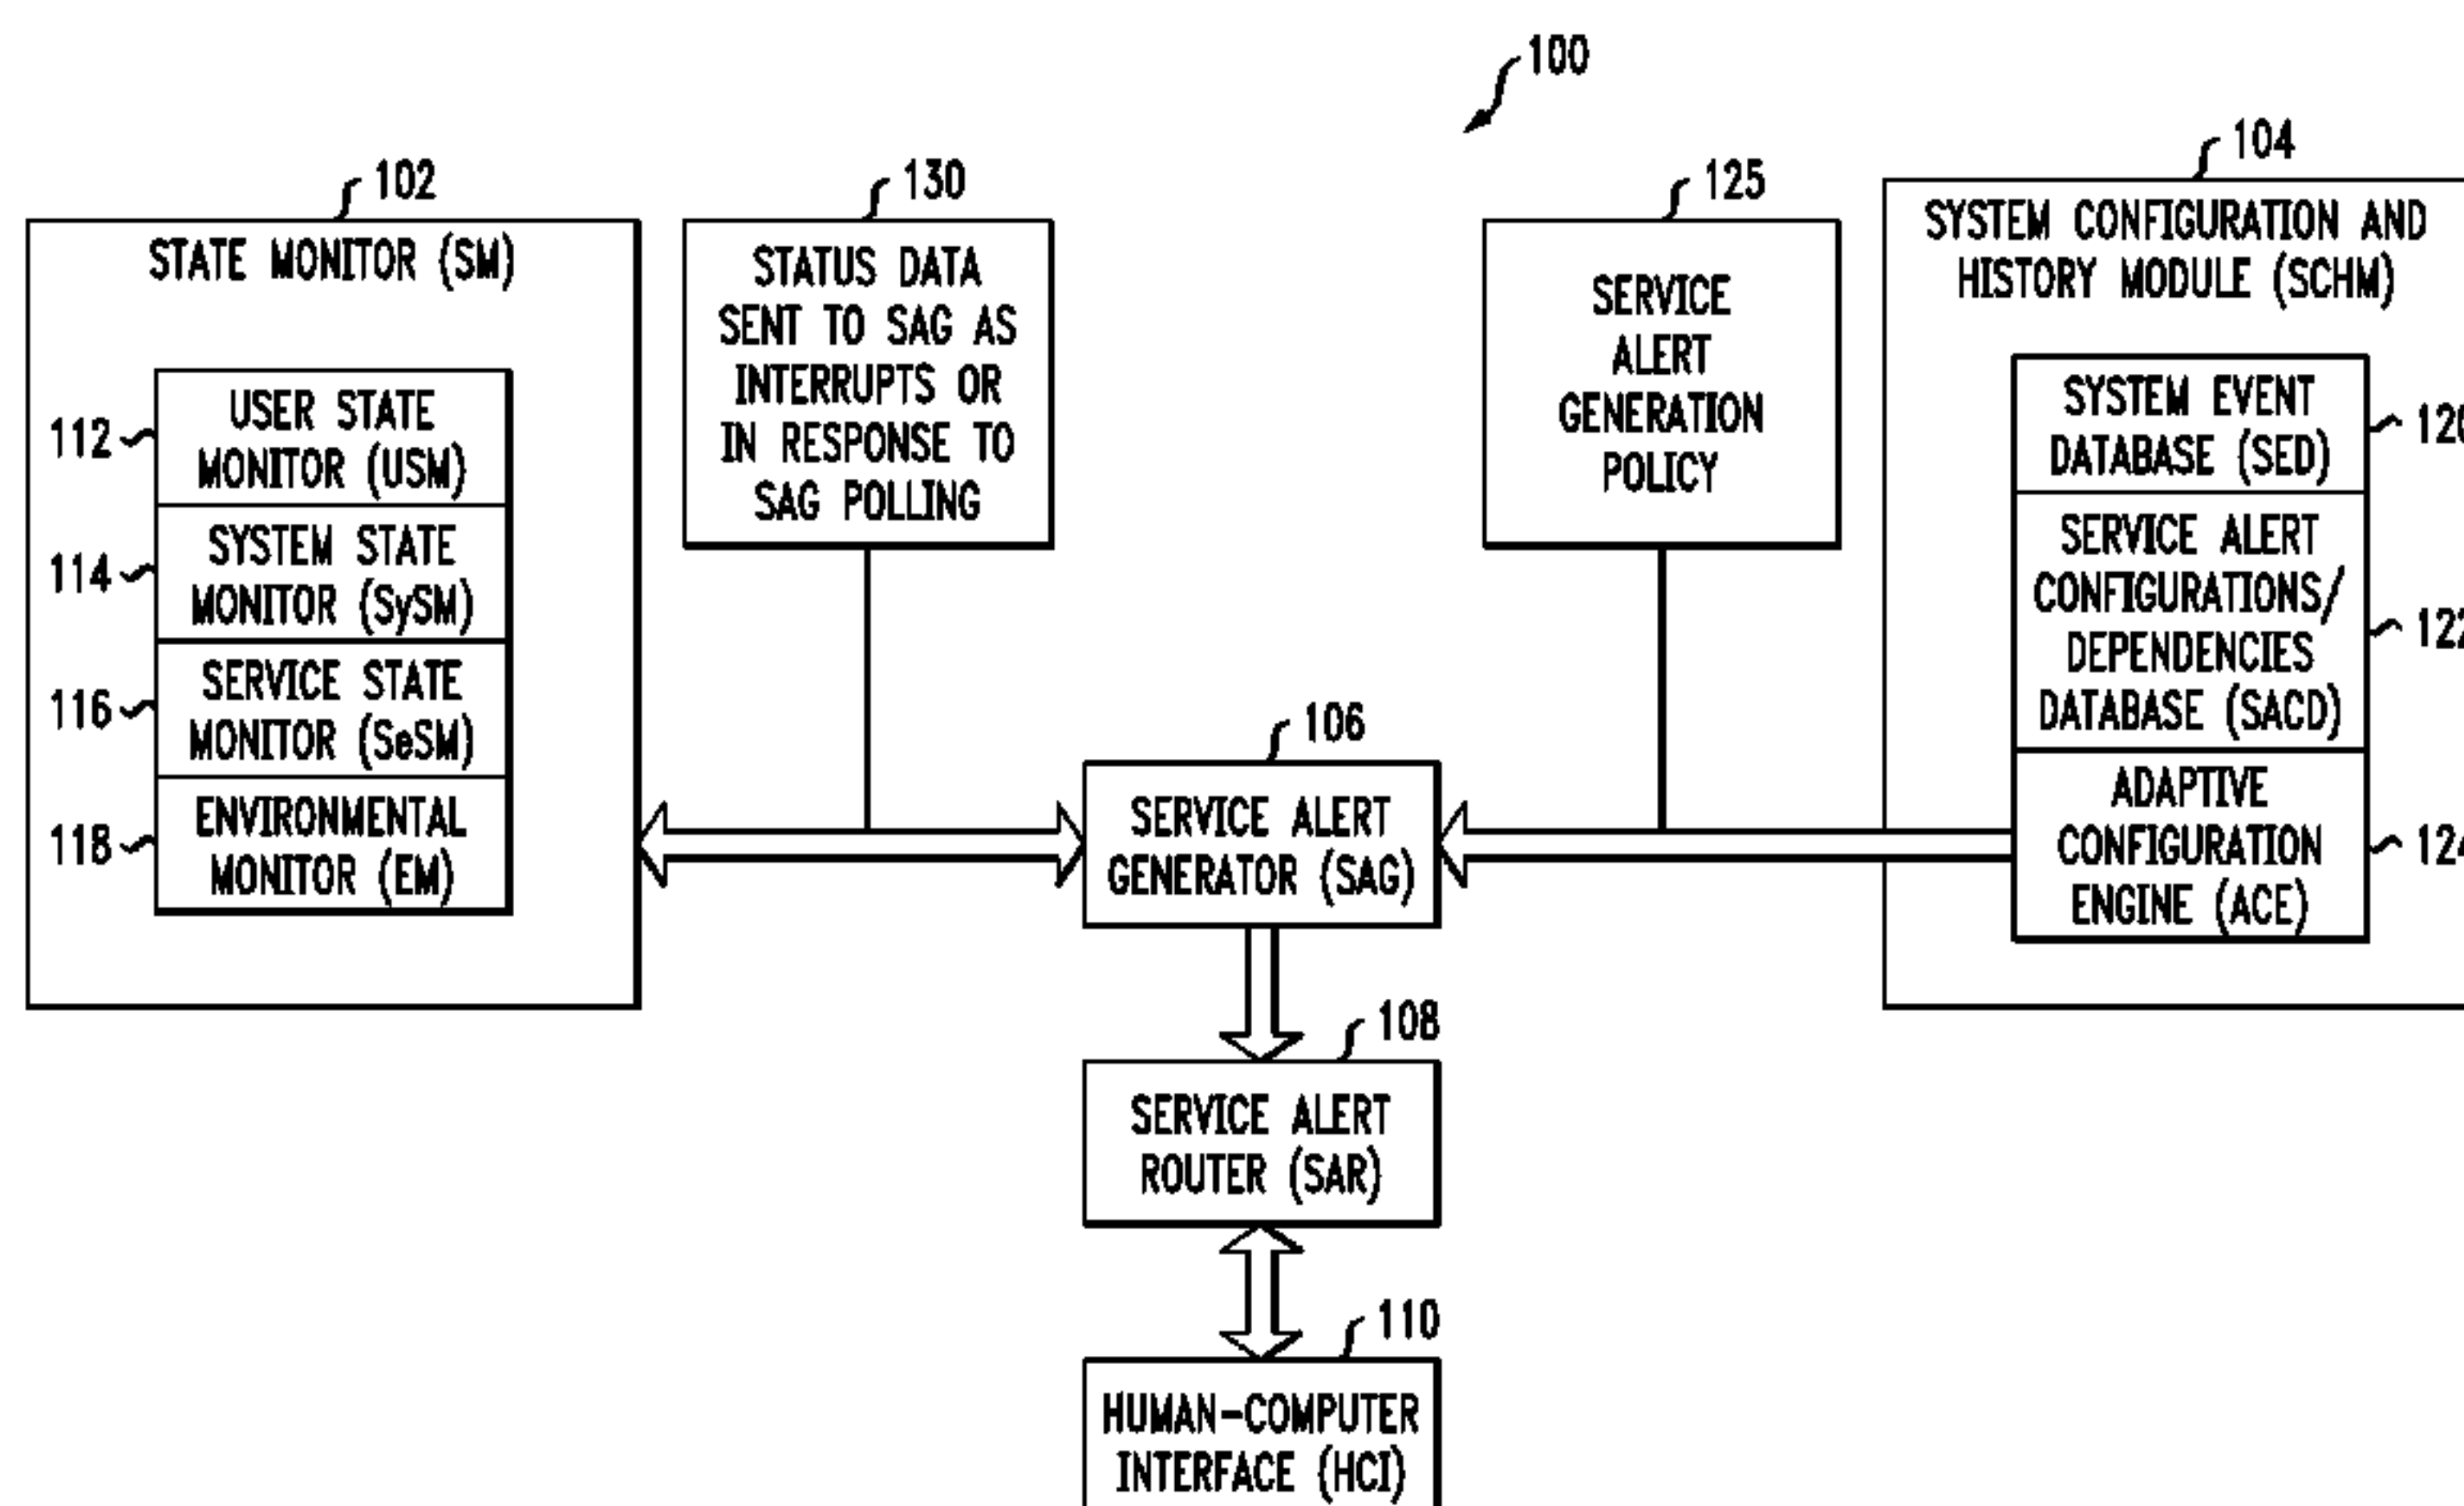 100
102
STATE MONITOR (SM)
112
USER STATE
MONITOR (USM)
114
SYSTEM STATE
MONITOR (SySM)
116
SERVICE STATE
MONITOR (SeSM)
118
ENVIRONMENTAL
MONITOR (EM)
130
STATUS DATA
SENT TO SAG AS
INTERRUPTS OR
IN RESPONSE TO
SAG POLLING
125
SERVICE
ALERT
GENERATION
POLICY
104
SYSTEM CONFIGURATION AND
HISTORY MODULE (SCHM)
SYSTEM EVENT
DATABASE (SED)
SERVICE ALERT
CONFIGURATIONS/
DEPENDENCIES
DATABASE (SACD)
ADAPTIVE
CONFIGURATION
ENGINE (ACE)
106
SERVICE ALERT
GENERATOR (SAG)
108
SERVICE ALERT
ROUTER (SAR)
110
HUMAN-COMPUTER
INTERFACE (HCI)